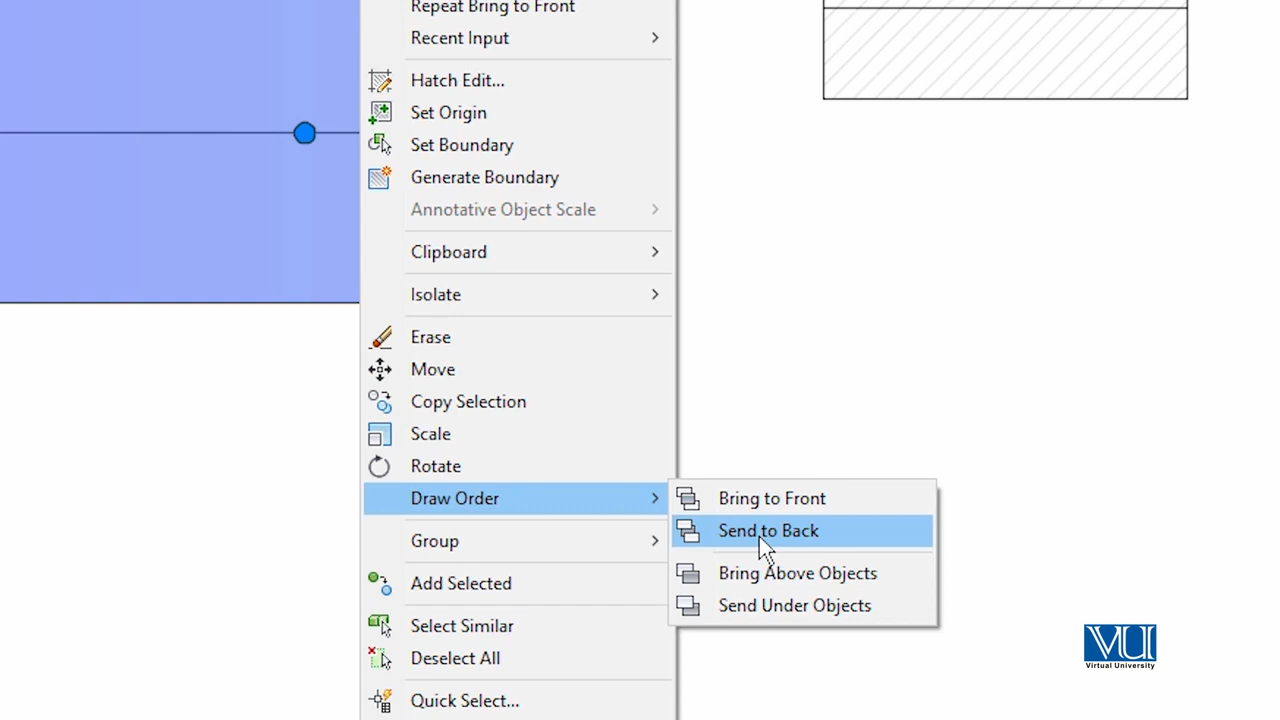 Repeat Bring to Front
Recent Input
Hatch Edit...
Set Origin
Set Boundary
Generate Boundary
Annotative Object Scale
Clipboard
Isolate
Erase
Move
Copy Selection
Scale
Rotate
Draw Order
Bring to Front
Send to Back
Bring Above Objects
Send Under Objects
Group
Add Selected
Select Similar
Deselect All
Quick Select...
VU
Virtual University